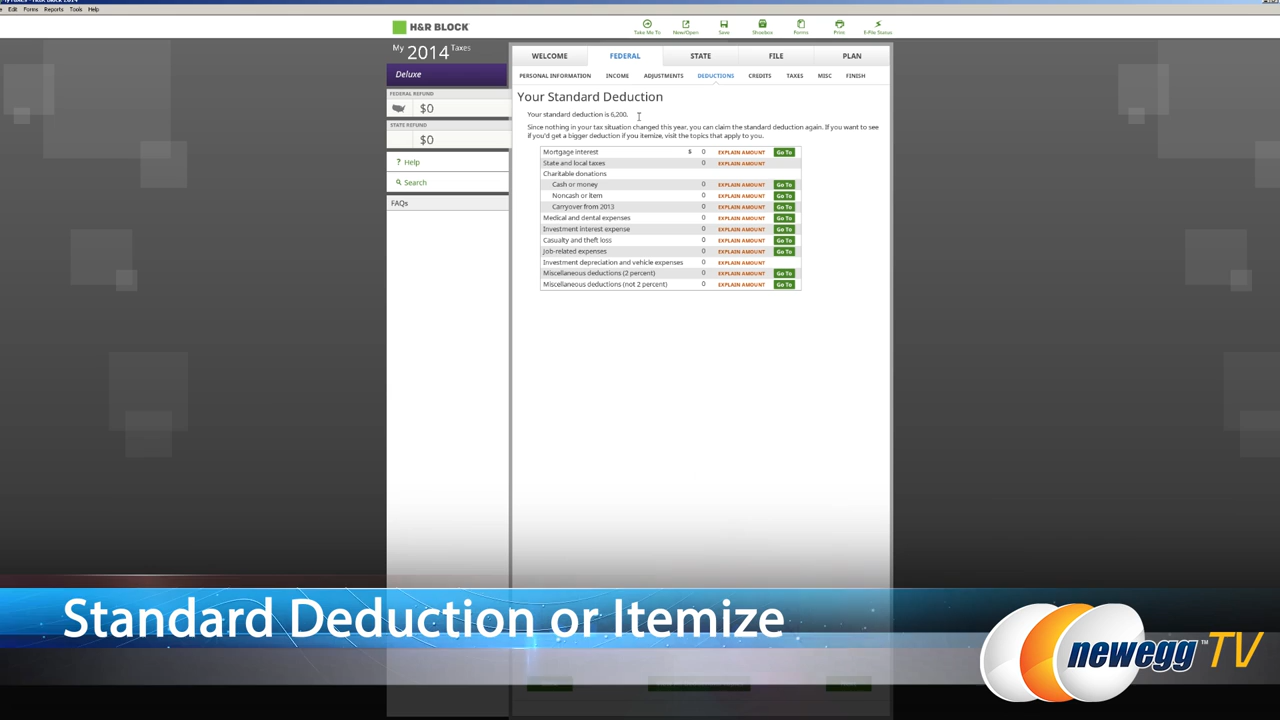 Edit Forms Reports Tools Help
H&R BLOCK
Take Me To New/Open Save Shoebox Forms Print E-File Status
My 2014 Taxes
WELCOME FEDERAL STATE FILE PLAN
Deluxe
PERSONAL INFORMATION INCOME ADJUSTMENTS DEDUCTIONS CREDITS TAXES MISC FINISH
FEDERAL REFUND
$0
STATE REFUND
$0
? Help
Search
FAQs
Your Standard Deduction
Your standard deduction is 6,200.
Since nothing in your tax situation changed this year, you can claim the standard deduction again. If you want to see
if you'd get a bigger deduction if you itemize, visit the topics that apply to you.
Mortgage interest $ 0 EXPLAIN AMOUNT Go To
State and local taxes 0 EXPLAIN AMOUNT
Charitable donations
Cash or money 0 EXPLAIN AMOUNT Go To
Noncash or item 0 EXPLAIN AMOUNT Go To
Carryover from 2013 0 EXPLAIN AMOUNT Go To
Medical and dental expenses 0 EXPLAIN AMOUNT Go To
Investment interest expense 0 EXPLAIN AMOUNT Go To
Casualty and theft loss 0 EXPLAIN AMOUNT Go To
Job-related expenses 0 EXPLAIN AMOUNT Go To
Investment depreciation and vehicle expenses 0 EXPLAIN AMOUNT
Miscellaneous deductions (2 percent) 0 EXPLAIN AMOUNT Go To
Miscellaneous deductions (not 2 percent) 0 EXPLAIN AMOUNT Go To
Standard Deduction or Itemize
newegg™ TV